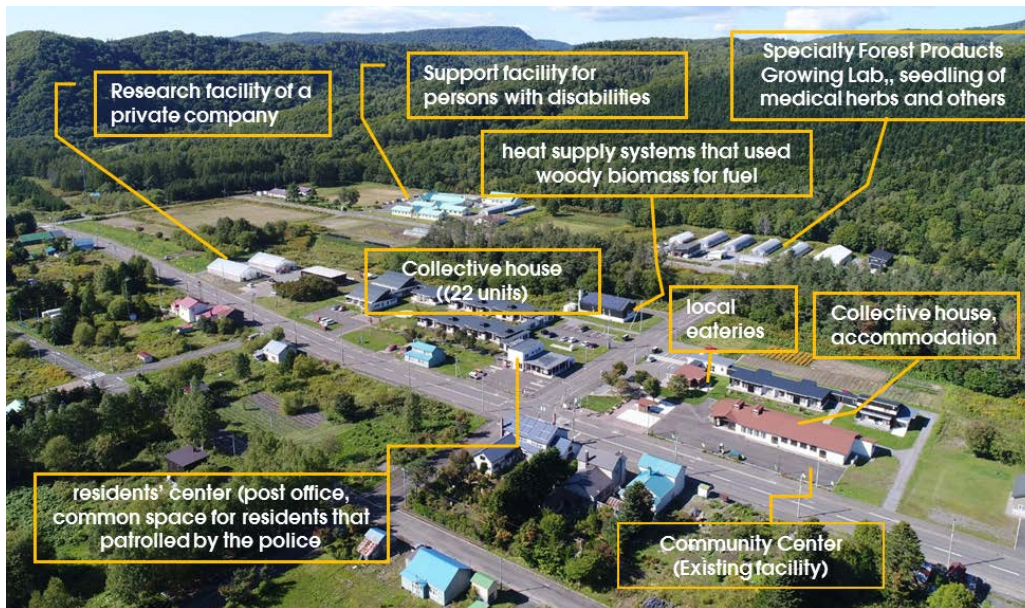 Research facility of a
private company
Support facility for
persons with disabilities
Specialty Forest Products
Growing Lab,, seedling of
medical herbs and others
heat supply systems that used
woody biomass for fuel
Collective house
((22 units)
local
eateries
Collective house,
accommodation
residents' center (post office,
common space for residents that
patrolled by the police
Community Center
(Existing facility)